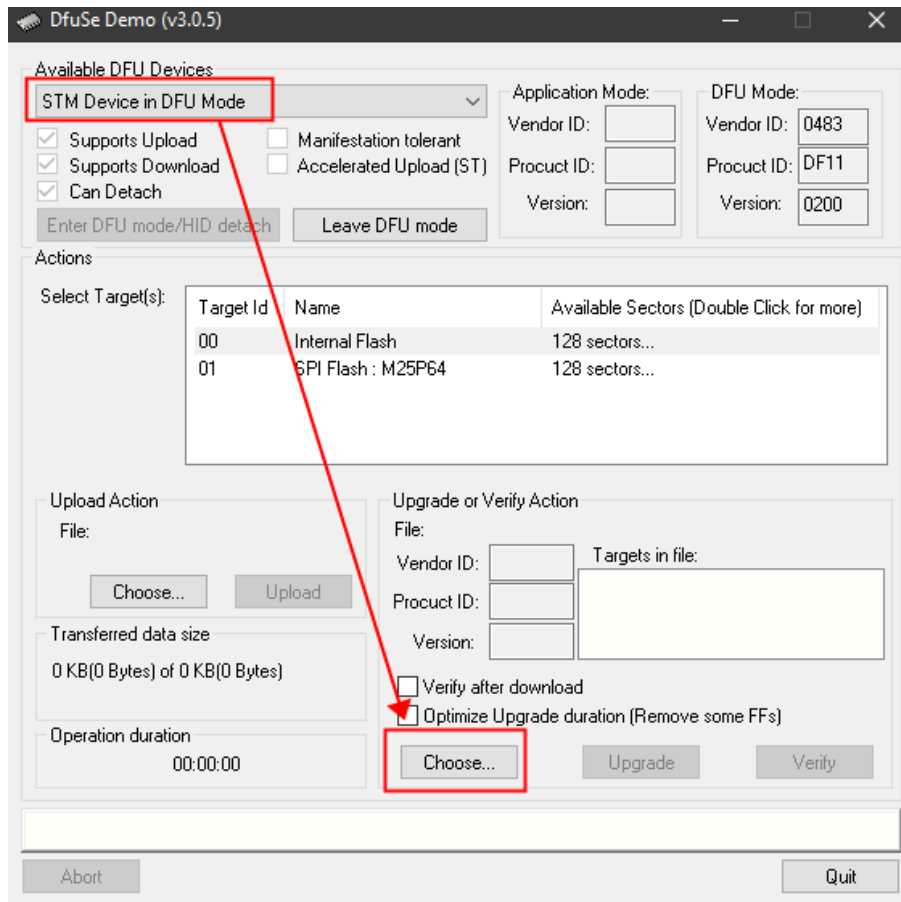 DfuSe Demo (v3.0.5)
Available DFU Devices
STM Device in DFU Mode
Supports Upload
Manifestation tolerant
Supports Download
Accelerated Upload (ST)
Can Detach
Enter DFU mode/HID detach
Leave DFU mode
Application Mode:
Vendor ID:
Procuct ID:
Version:
DFU Mode:
Vendor ID: 0483
Procuct ID: DF11
Version: 0200
Actions
Select Target(s):
Target Id Name Available Sectors (Double Click for more)
00 Internal Flash 128 sectors...
01 SPI Flash : M25P64 128 sectors...
Upload Action
File:
Choose... Upload
Transferred data size
0 KB(0 Bytes) of 0 KB(0 Bytes)
Operation duration
00:00:00
Upgrade or Verify Action
File:
Vendor ID:
Procuct ID:
Version:
Targets in file:
Verify after download
Optimize Upgrade duration (Remove some FFs)
Choose... Upgrade Verify
Abort Quit